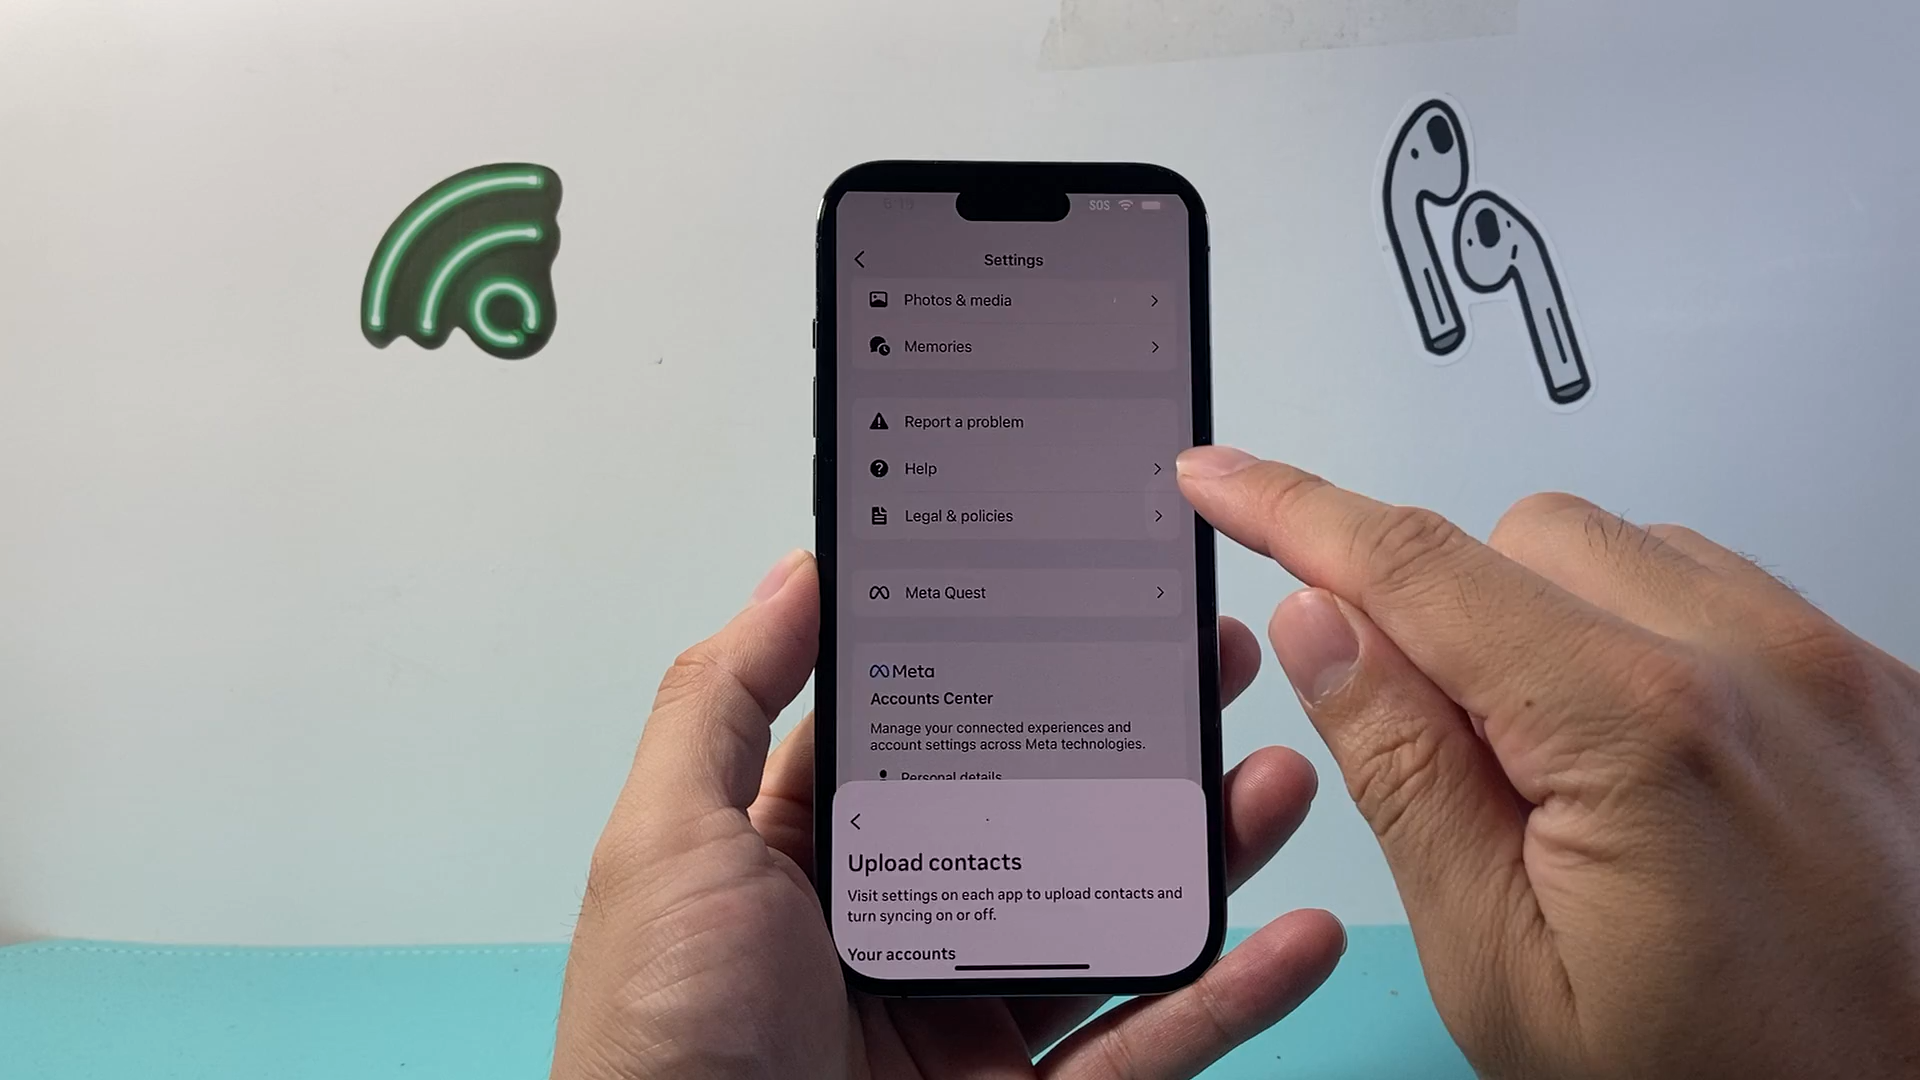 SOS
Settings
Photos & media
Memories
Report a problem
Help
Legal & policies
Meta Quest
Meta
Accounts Center
Manage your connected experiences and
account settings across Meta technologies.
Personal details
Upload contacts
Visit settings on each app to upload contacts and
turn syncing on or off.
Your accounts